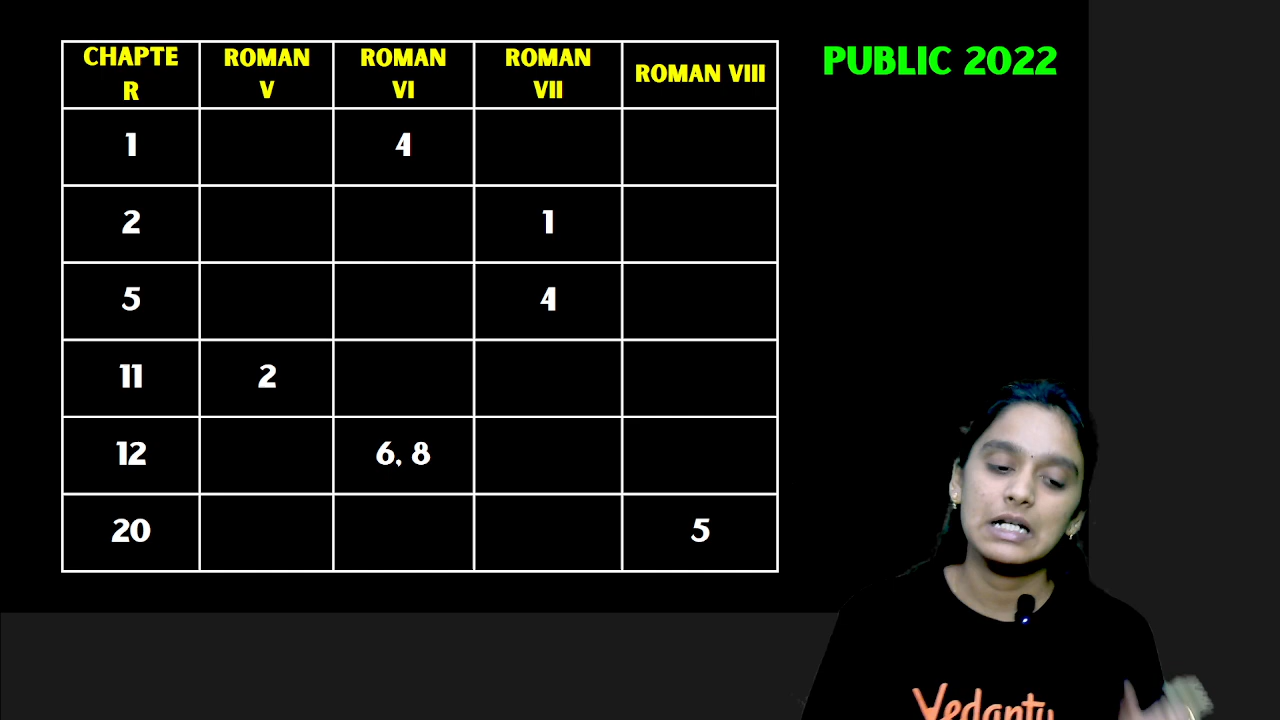 CHAPTE
R
ROMAN
V
ROMAN
VI
ROMAN
VII
ROMAN VIII
PUBLIC 2022
1
4
2
1
5
4
11
2
12
6, 8
20
5
Vedantu